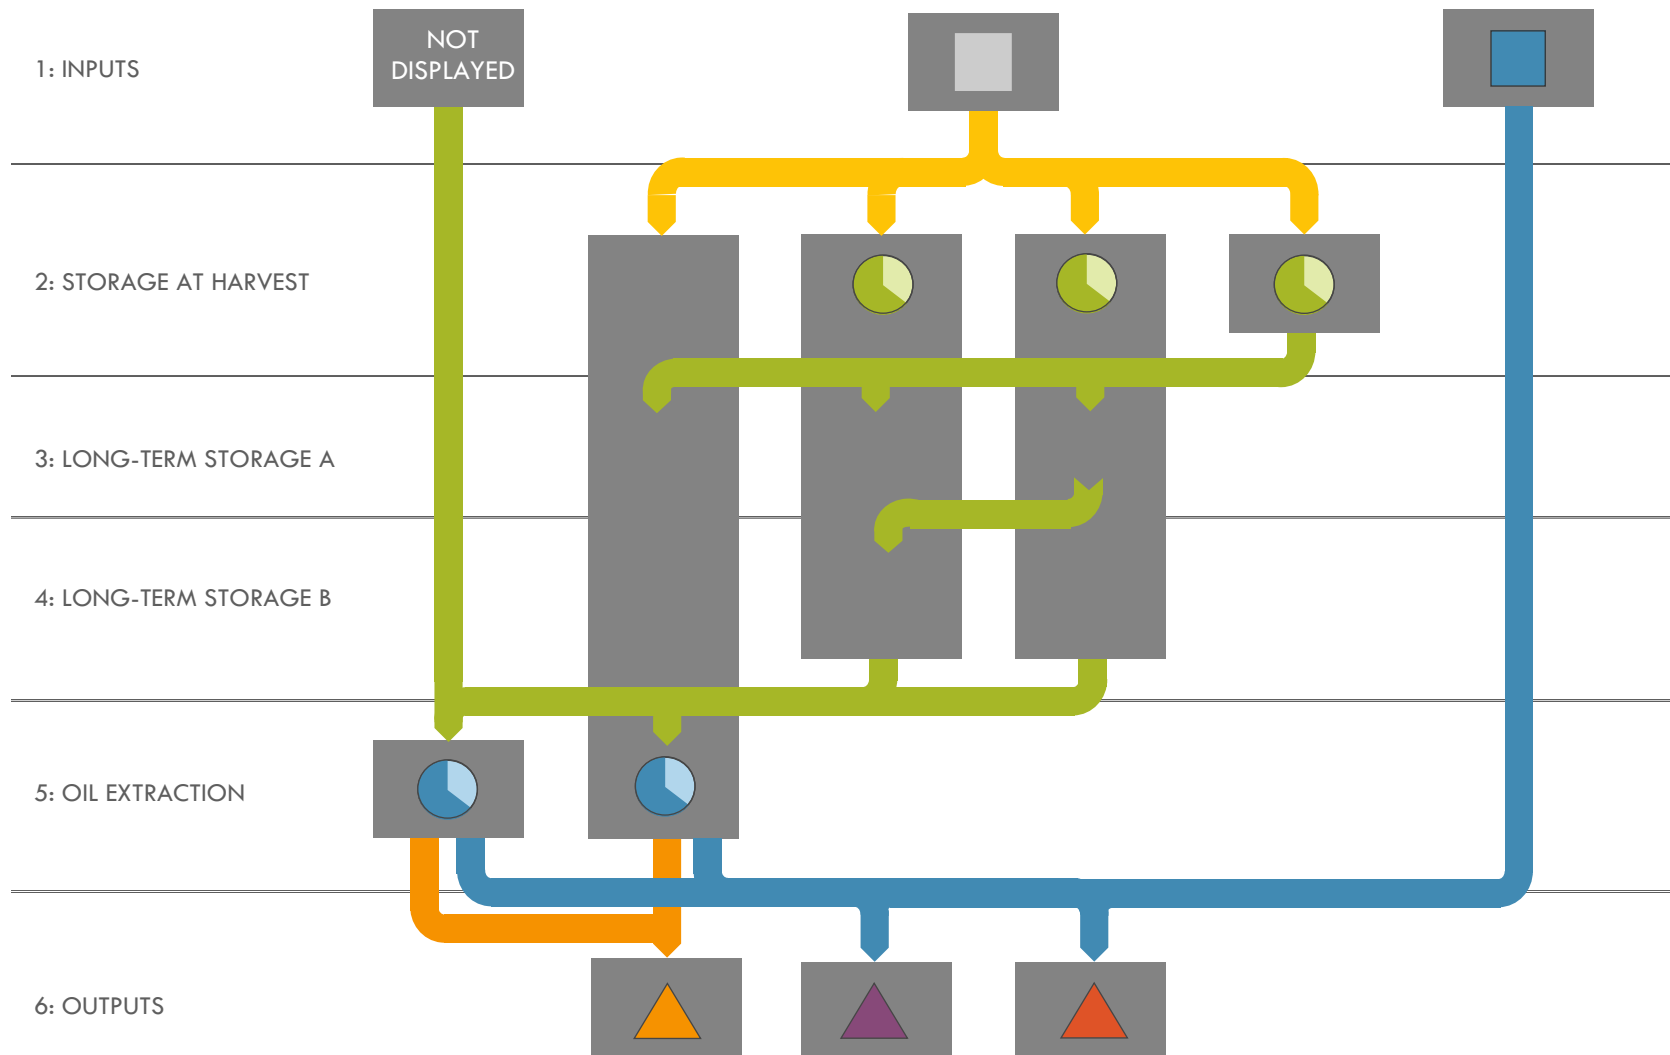 NOT
DISPLAYED
1: INPUTS
2: STORAGE AT HARVEST
3: LONG-TERM STORAGE A
4: LONG-TERM STORAGE B
5: OIL EXTRACTION
6: OUTPUTS